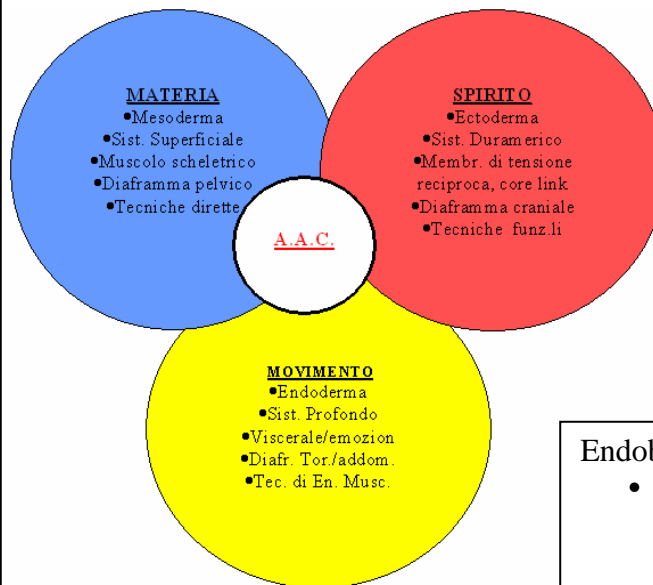 MATERIA
•Mesoderma
•Sist. Superficiale
•Muscolo scheletrico
•Diaframma pelvico
•Tecniche dirette
SPIRITO
•Ectoderma
•Sist. Duramerico
•Membr. di tensione
reciproca, core link
•Diaframma craniale
•Tecniche funz.li
A.A.C.
MOVIMENTO
•Endoderma
•Sist. Profondo
•Viscerale/emozion
•Diafr. Tor./addom.
•Tec. di En. Musc.
•